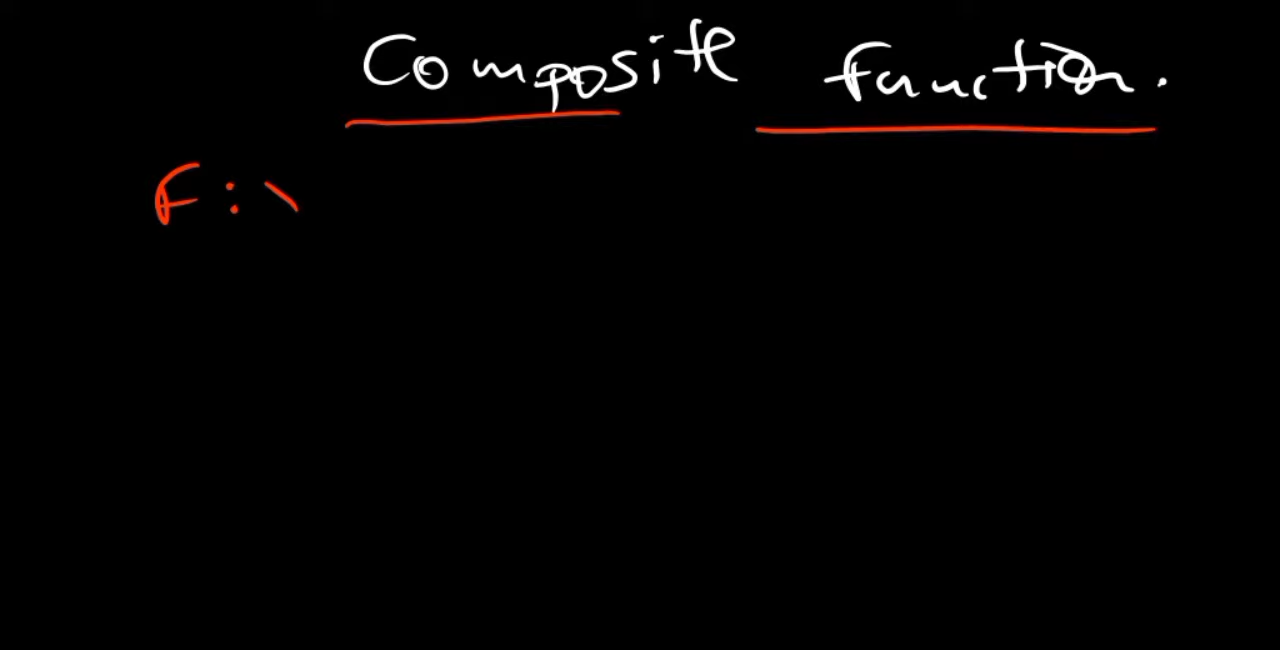 Composite function.
F : \